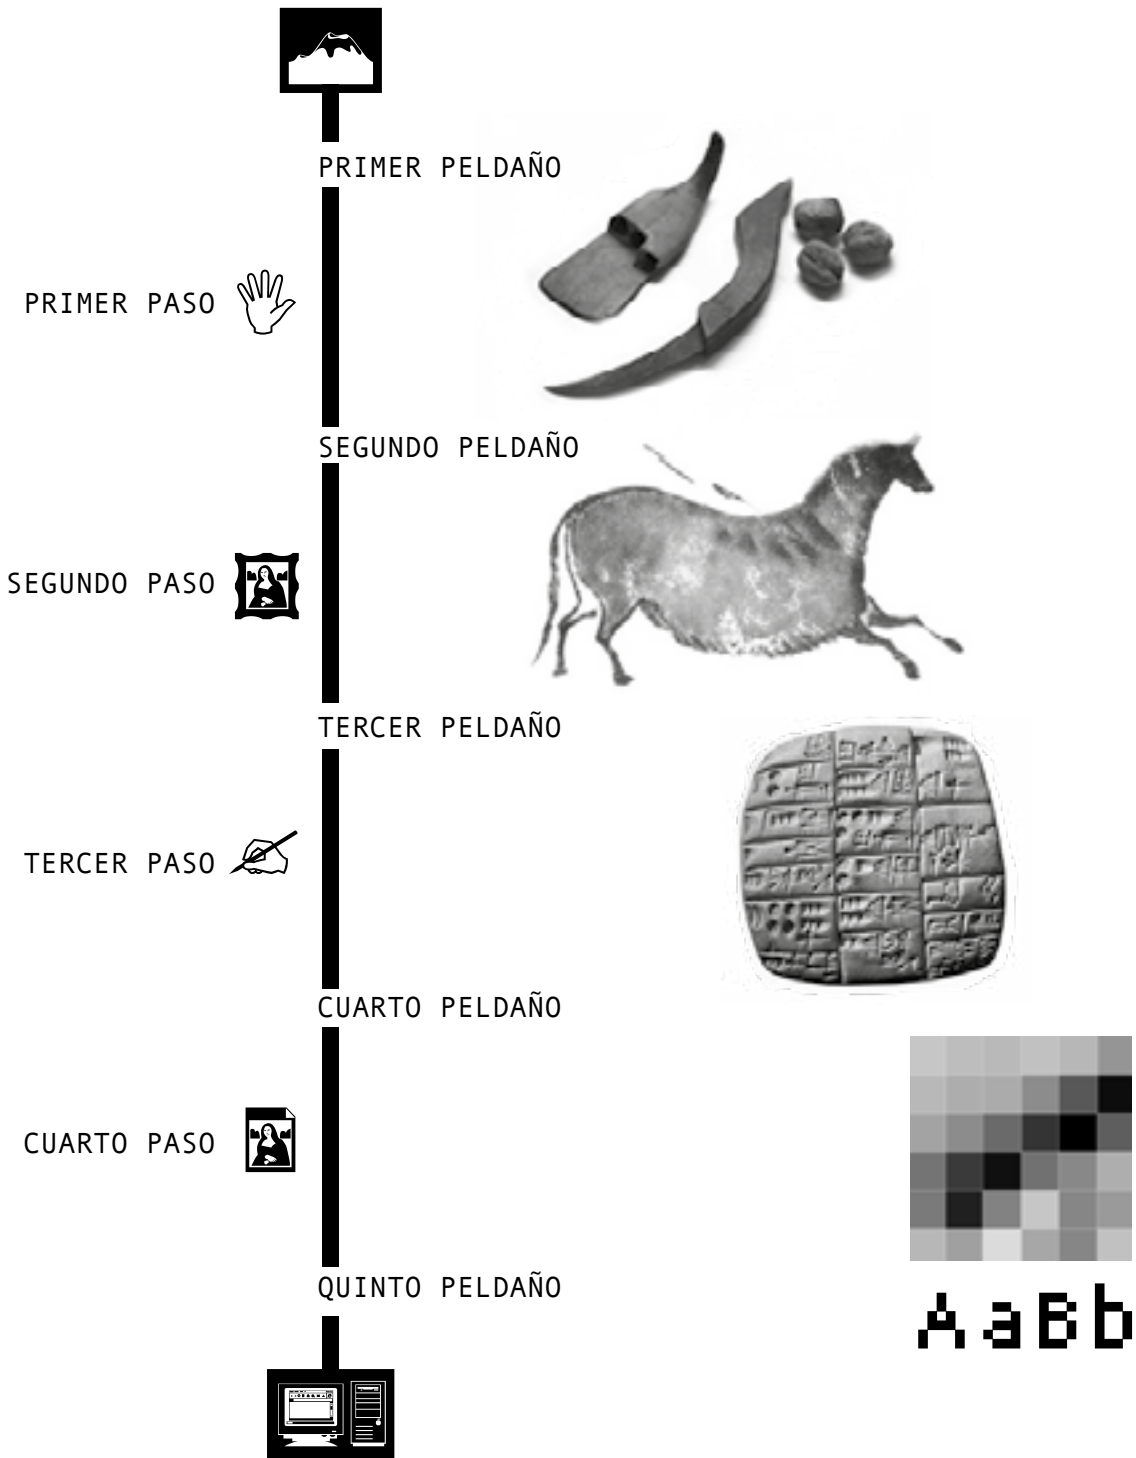 PRIMER PELDAÑO
PRIMER PASO
SEGUNDO PELDAÑO
SEGUNDO PASO
TERCER PELDAÑO
TERCER PASO
CUARTO PELDAÑO
CUARTO PASO
QUINTO PELDAÑO
AaBb